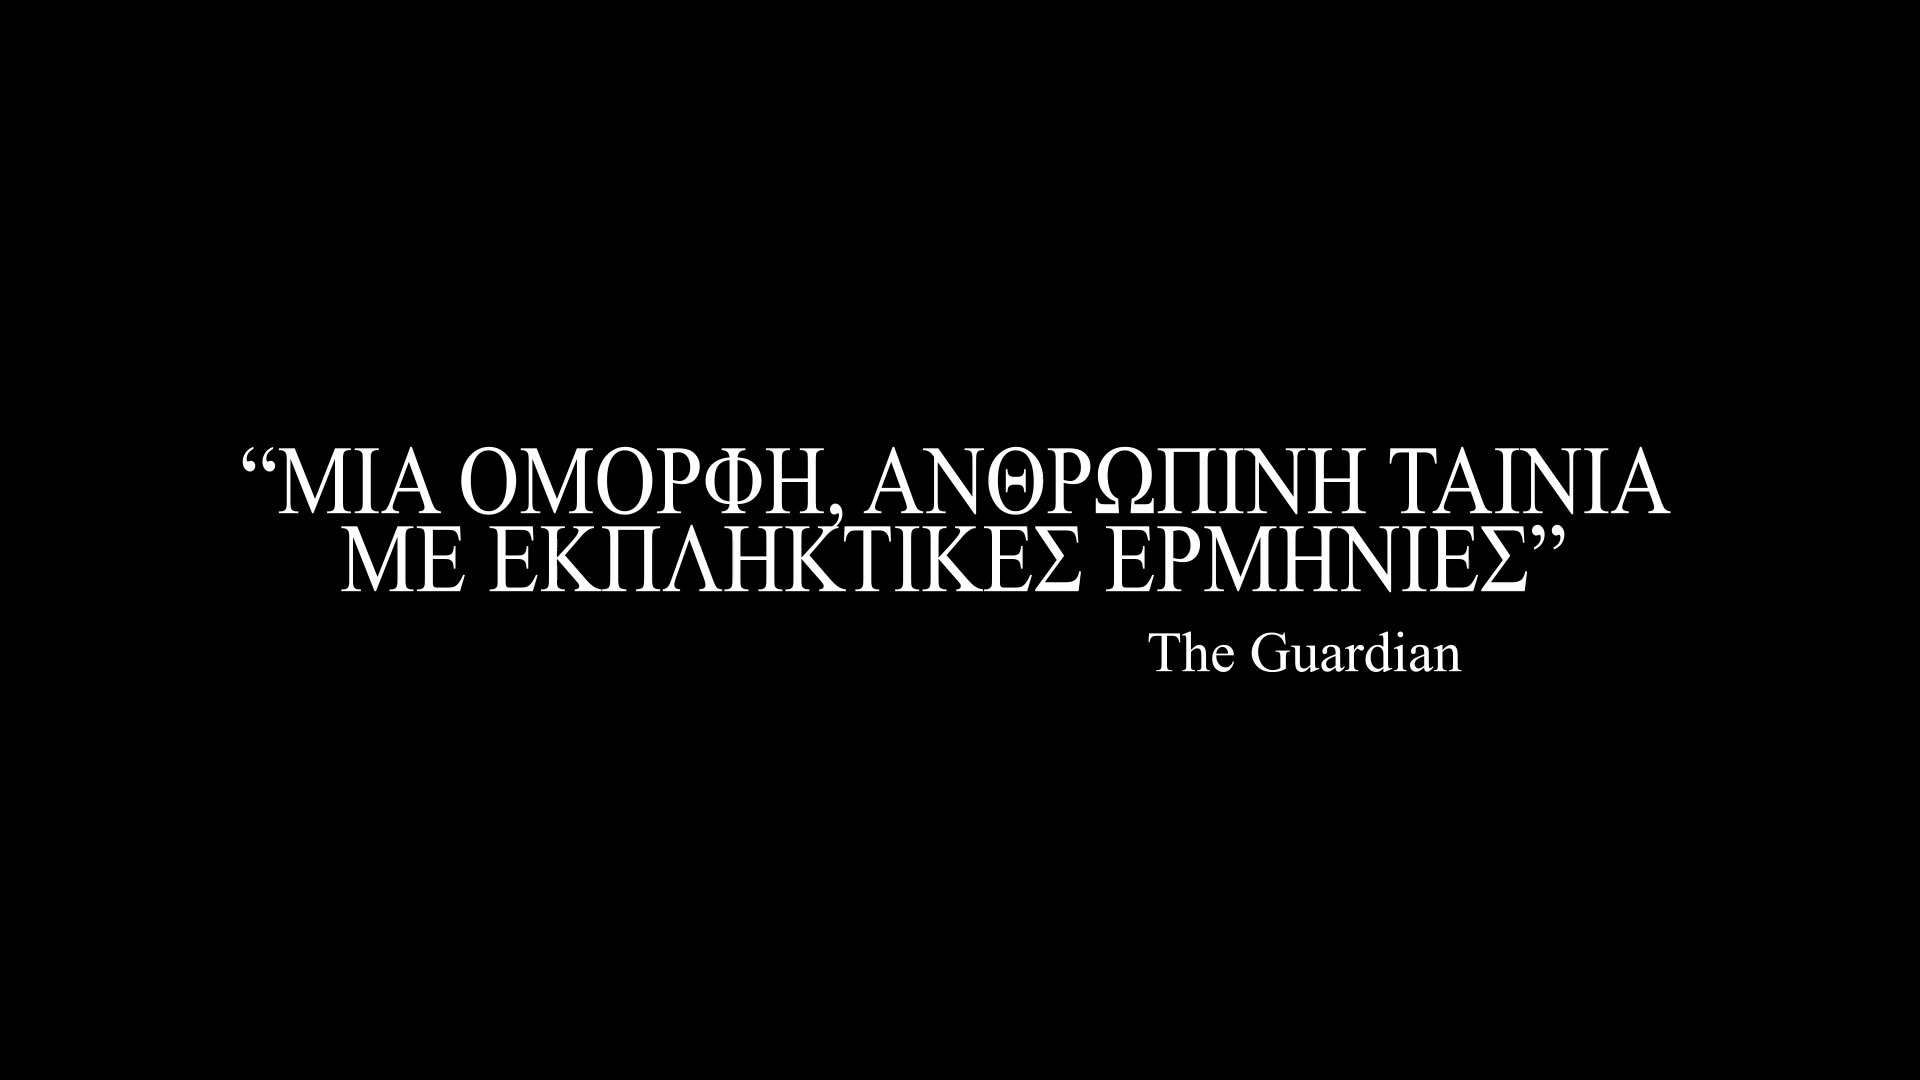 “ΜΙΑ ΟΜΟΡΦΗ, ΑΝΘΡΩΠΙΝΗ ΤΑΙΝΙΑ
ΜΕ ΕΚΠΛΗΚΤΙΚΕΣ ΕΡΜΗΝΙΕΣ”
The Guardian